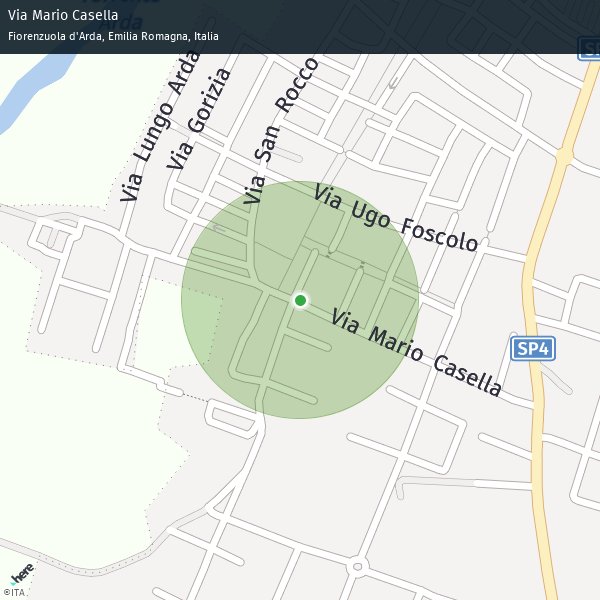 Via Mario Casella
Fiorenzuola d'Arda, Emilia Romagna, Italia
Arda
Via Lungo Arda
Via Gorizia
Via San Rocco
Via Ugo Foscolo
Via Mario Casella
SP4
here
©ITA.